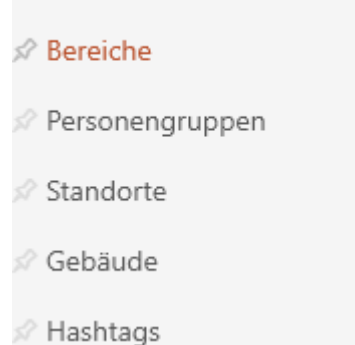 Bereiche
Personengruppen
Standorte
Gebäude
Hashtags